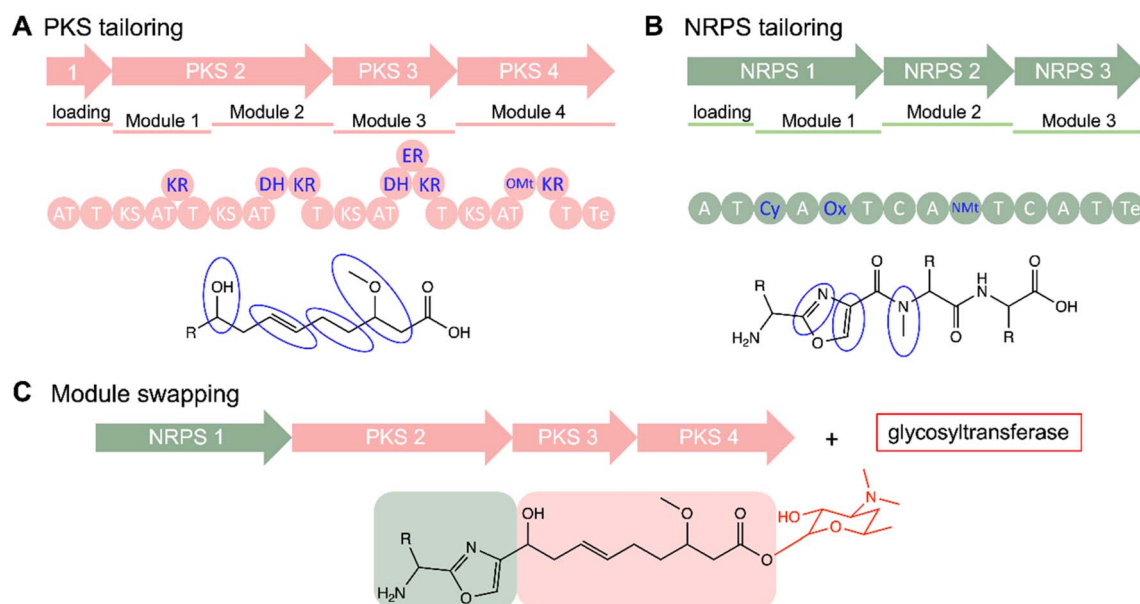 A PKS tailoring
1 PKS 2 PKS 3 PKS 4
loading Module 1 Module 2 Module 3 Module 4
ER
KR DH KR DH KR OMt KR
AT T KS AT T KS AT T KS AT T KS AT T Te
OH
O
O
R
OH
B NRPS tailoring
NRPS 1 NRPS 2 NRPS 3
loading Module 1 Module 2 Module 3
A T Cy A Ox T C A NMt T C A T Te
O R H O
R N N N
OH
H₂N O O R
C Module swapping
NRPS 1 PKS 2 PKS 3 PKS 4 + glycosyltransferase
N
OH O O HO
R N O
O
H₂N O